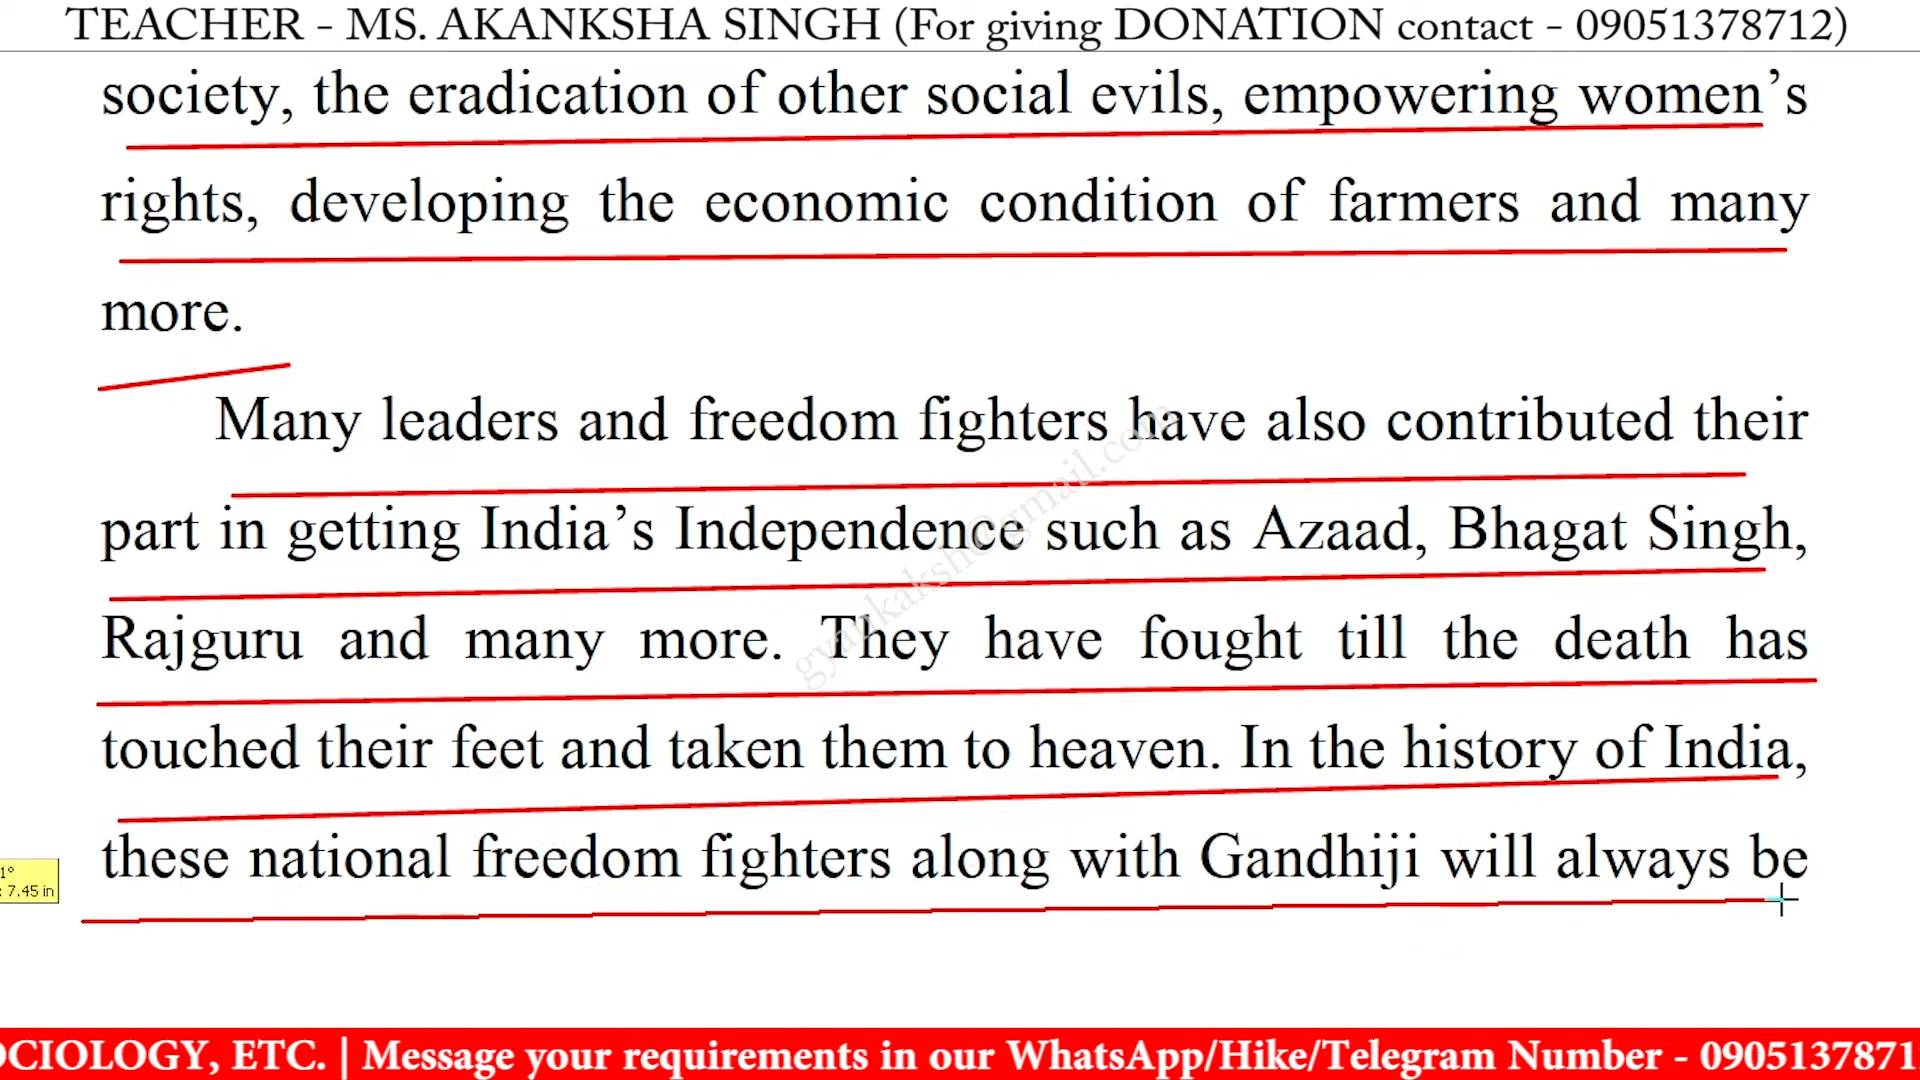 TEACHER - MS. AKANKSHA SINGH (For giving DONATION contact - 09051378712)
society, the eradication of other social evils, empowering women’s
rights, developing the economic condition of farmers and many
more.
Many leaders and freedom fighters have also contributed their
part in getting India’s Independence such as Azaad, Bhagat Singh,
Rajguru and many more. They have fought till the death has
touched their feet and taken them to heaven. In the history of India,
these national freedom fighters along with Gandhiji will always be
gyankaksh@gmail.com
1°
: 7.45 in
OCIOLOGY, ETC. | Message your requirements in our WhatsApp/Hike/Telegram Number - 0905137871